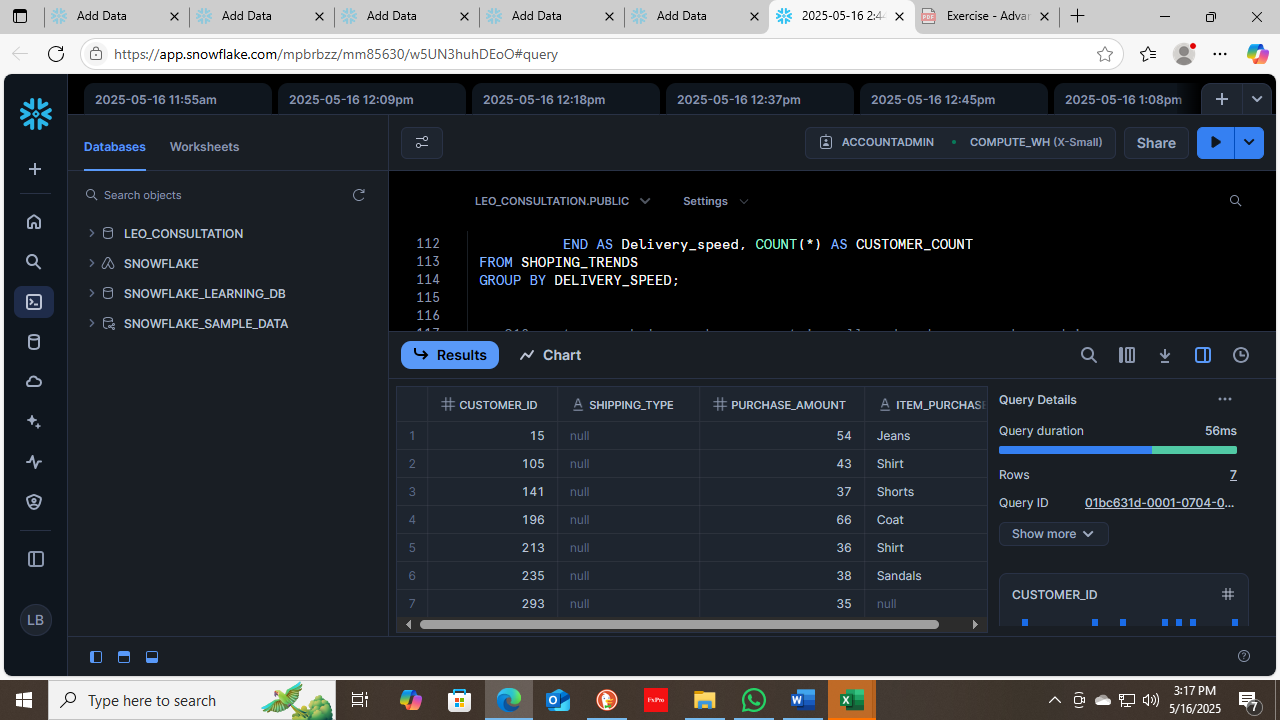 Add Data
Add Data
Add Data
Add Data
Add Data
2025-05-16 2:44
Exercise - Advan
https://app.snowflake.com/mpbrbzz/mm85630/w5UN3huhDEoO#query
2025-05-16 11:55am
2025-05-16 12:09pm
2025-05-16 12:18pm
2025-05-16 12:37pm
2025-05-16 12:45pm
2025-05-16 1:08pm
Databases
Worksheets
ACCOUNTADMIN
COMPUTE_WH (X-Small)
Share
Search objects
LEO_CONSULTATION
SNOWFLAKE
SNOWFLAKE_LEARNING_DB
SNOWFLAKE_SAMPLE_DATA
LEO_CONSULTATION.PUBLIC
Settings
112 END AS Delivery_speed, COUNT(*) AS CUSTOMER_COUNT
113 FROM SHOPING_TRENDS
114 GROUP BY DELIVERY_SPEED;
115
116
117
Results
Chart
CUSTOMER_ID SHIPPING_TYPE PURCHASE_AMOUNT ITEM_PURCHASE
1 15 null 54 Jeans
2 105 null 43 Shirt
3 141 null 37 Shorts
4 196 null 66 Coat
5 213 null 36 Shirt
6 235 null 38 Sandals
7 293 null 35 null
Query Details
Query duration 56ms
Rows 7
Query ID 01bc631d-0001-0704-0...
Show more
CUSTOMER_ID
LB
Type here to search
FxPro
3:17 PM
5/16/2025
7